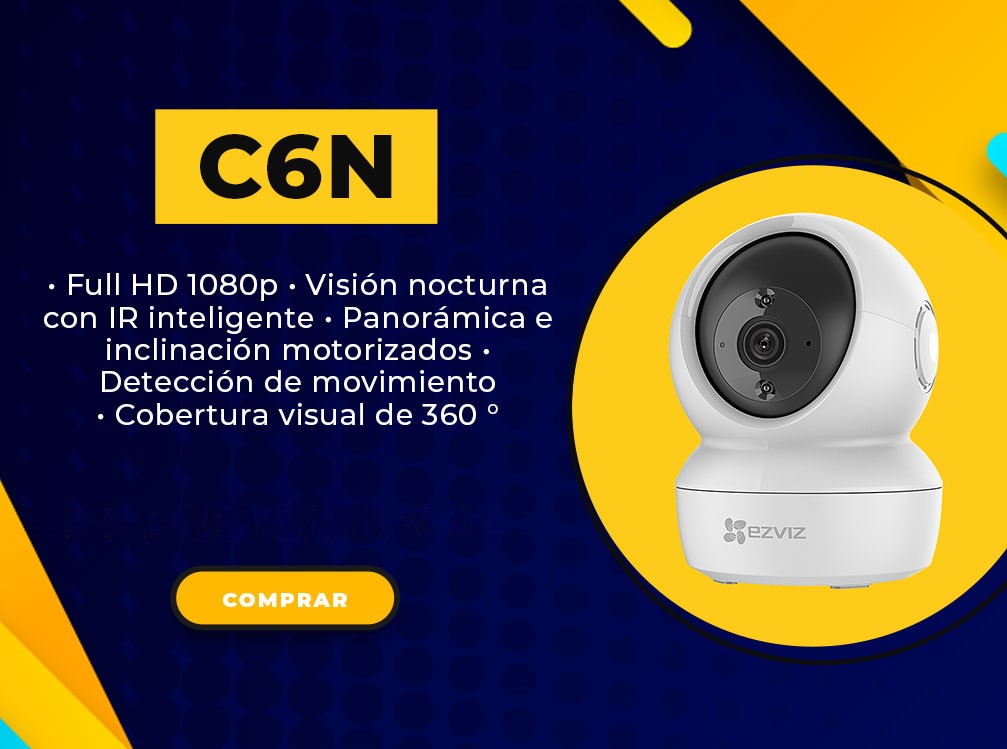 C6N
• Full HD 1080p • Visión nocturna
con IR inteligente • Panorámica e
inclinación motorizados •
Detección de movimiento
• Cobertura visual de 360 °
ezviz
COMPRAR